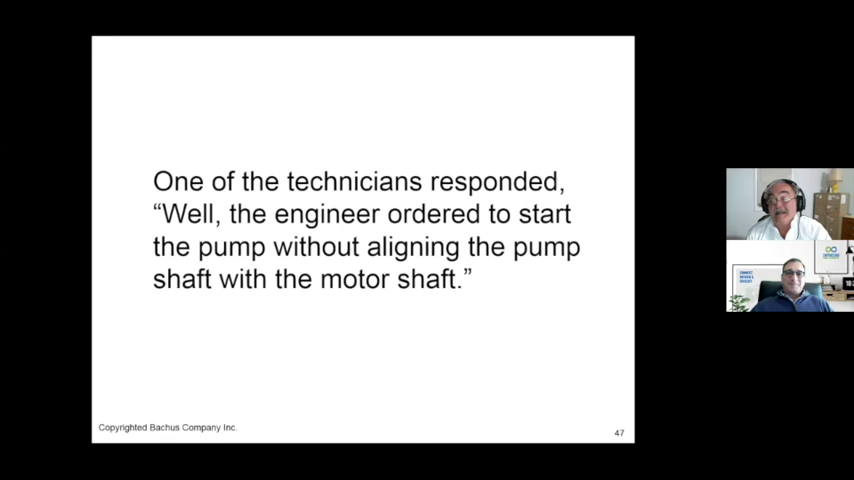 One of the technicians responded,
“Well, the engineer ordered to start
the pump without aligning the pump
shaft with the motor shaft.”
Copyrighted Bachus Company Inc.
47